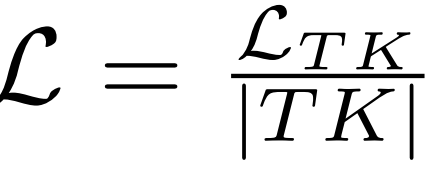 ℒ = ℒ_{TK} / |TK|